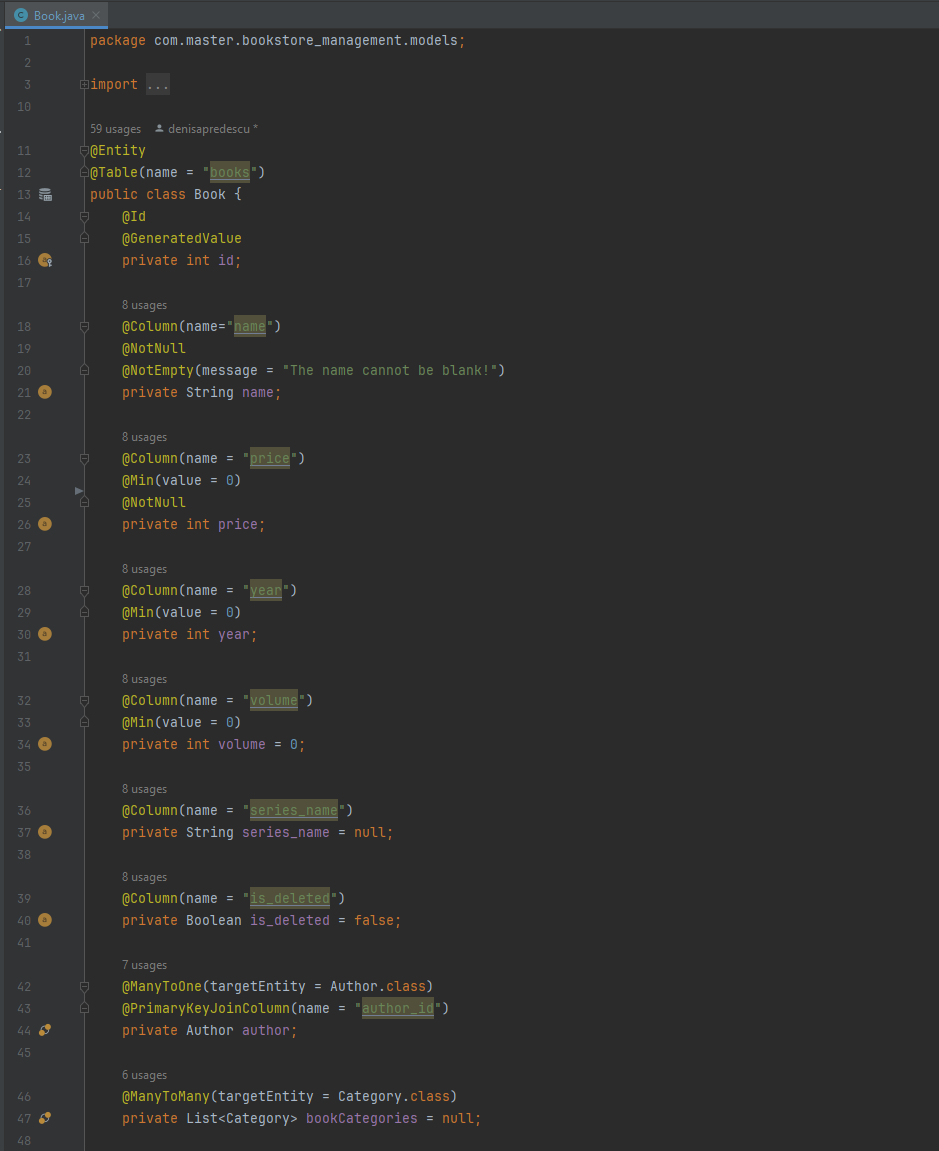 Book.java
1 package com.master.bookstore_management.models;
2
3 import ...
10
59 usages denisapredescu *
11 @Entity
12 @Table(name = "books")
13 public class Book {
14 @Id
15 @GeneratedValue
16 private int id;
17
8 usages
18 @Column(name="name")
19 @NotNull
20 @NotEmpty(message = "The name cannot be blank!")
21 private String name;
22
8 usages
23 @Column(name = "price")
24 @Min(value = 0)
25 @NotNull
26 private int price;
27
8 usages
28 @Column(name = "year")
29 @Min(value = 0)
30 private int year;
31
8 usages
32 @Column(name = "volume")
33 @Min(value = 0)
34 private int volume = 0;
35
8 usages
36 @Column(name = "series_name")
37 private String series_name = null;
38
8 usages
39 @Column(name = "is_deleted")
40 private Boolean is_deleted = false;
41
7 usages
42 @ManyToOne(targetEntity = Author.class)
43 @PrimaryKeyJoinColumn(name = "author_id")
44 private Author author;
45
6 usages
46 @ManyToMany(targetEntity = Category.class)
47 private List<Category> bookCategories = null;
48